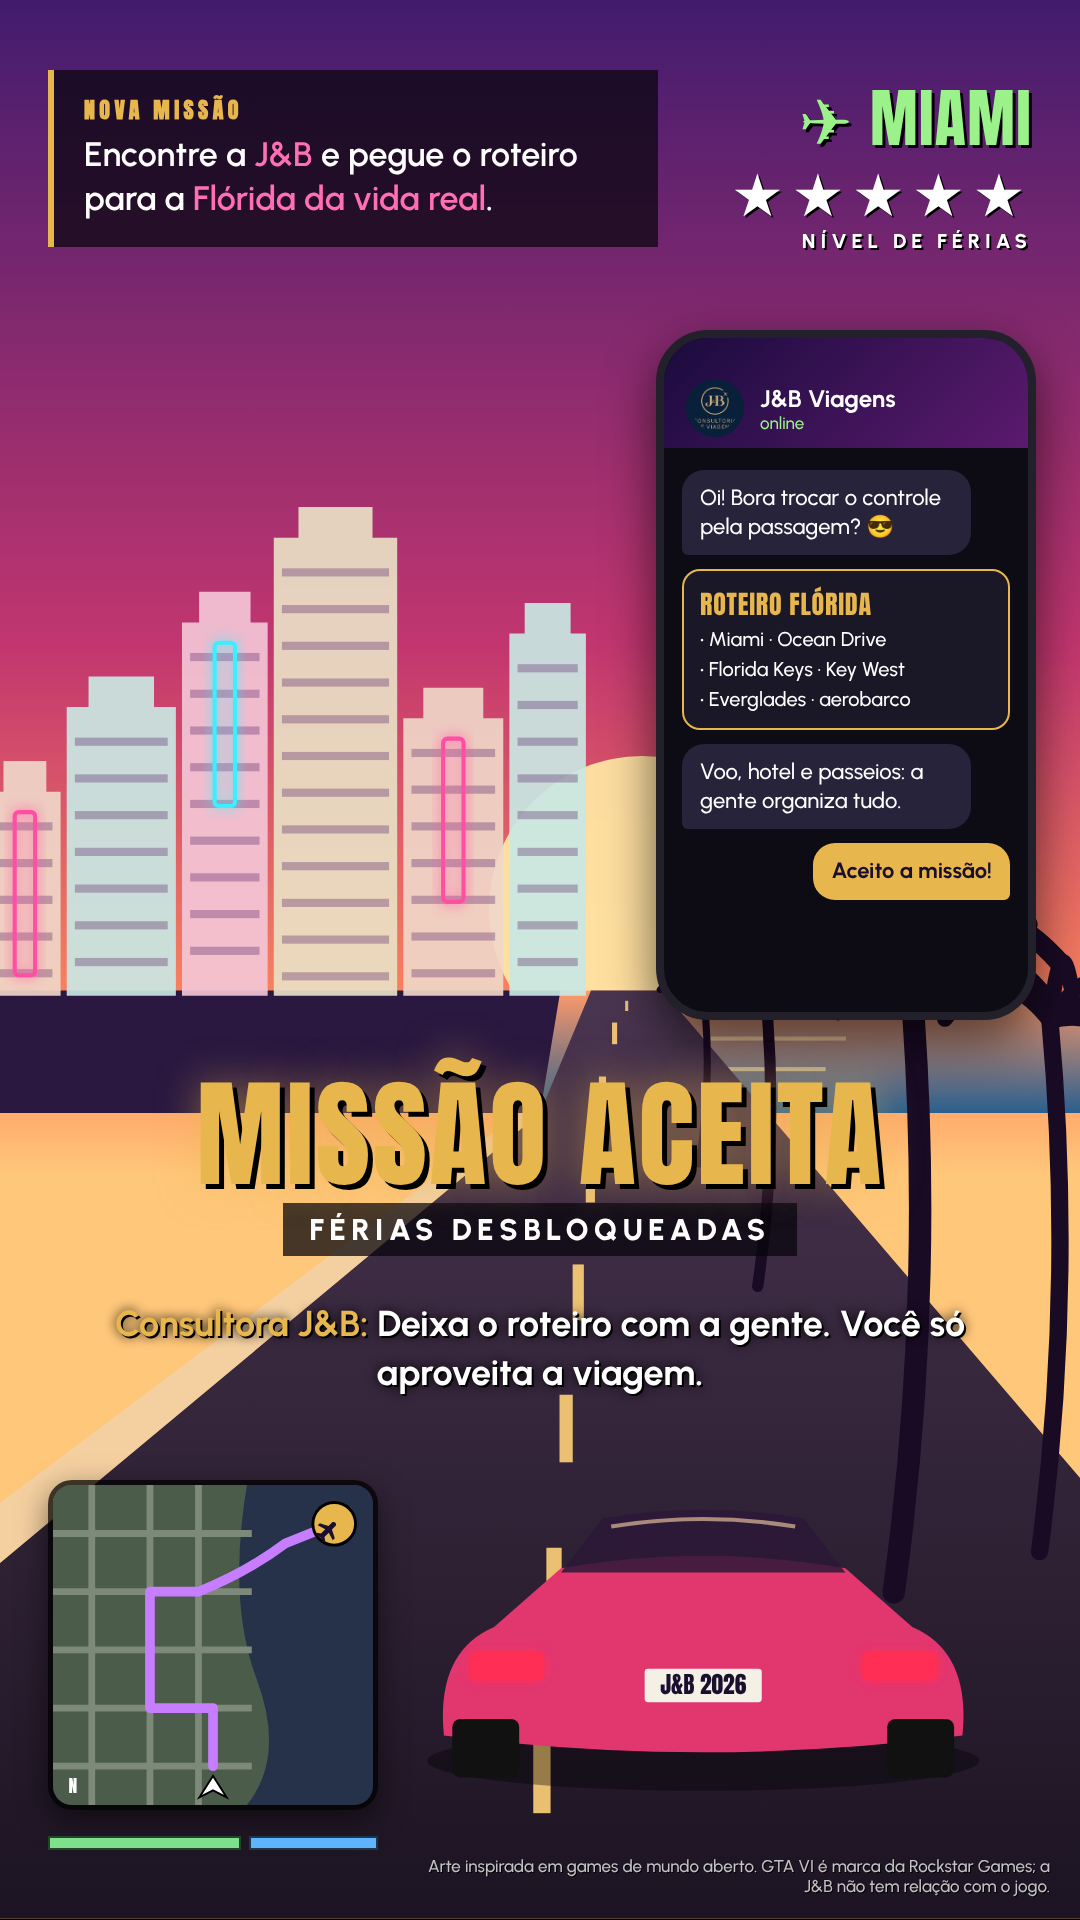 NOVA MISSÃO
Encontre a J&B e pegue o roteiro
para a Flórida da vida real.
✈ MIAMI
★★★★★
NÍVEL DE FÉRIAS
J&B
CONSULTORIA
J&B Viagens
online
Oi! Bora trocar o controle
pela passagem? 😎
ROTEIRO FLÓRIDA
· Miami · Ocean Drive
· Florida Keys · Key West
· Everglades · aerobarco
Voo, hotel e passeios: a
gente organiza tudo.
Aceito a missão!
MISSÃO ACEITA
FÉRIAS DESBLOQUEADAS
Consultora J&B: Deixa o roteiro com a gente. Você só
aproveita a viagem.
N
J&B 2026
Arte inspirada em games de mundo aberto. GTA VI é marca da Rockstar Games; a
J&B não tem relação com o jogo.